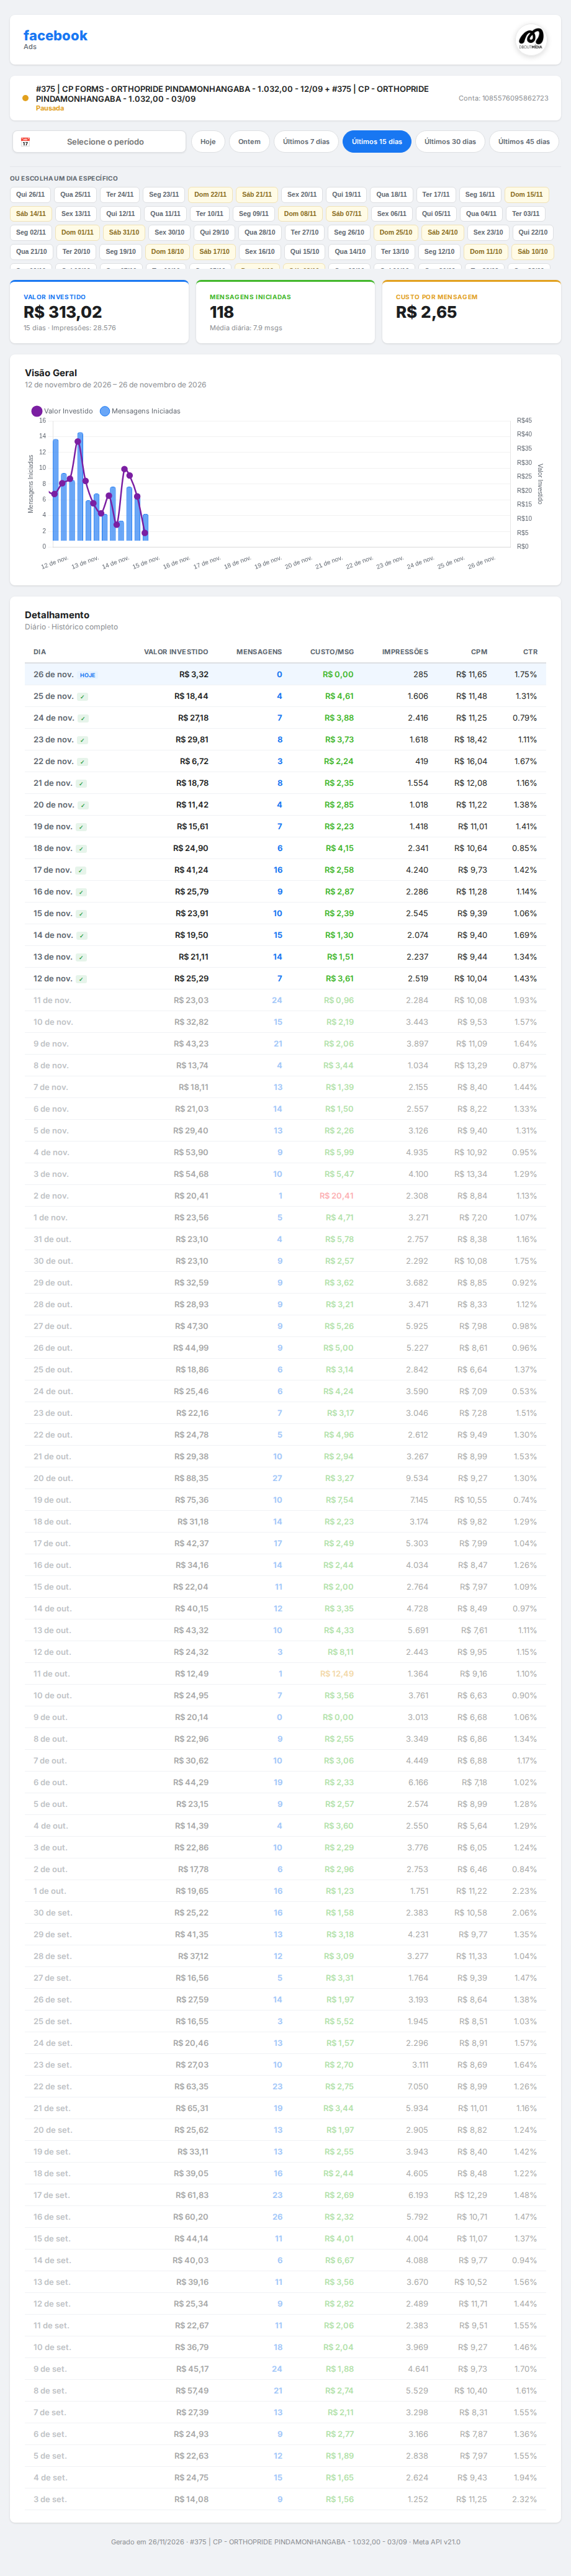 facebook
Ads
#375 | CP FORMS - ORTHOPRIDE PINDAMONHANGABA - 1.032,00 - 12/09 + #375 | CP - ORTHOPRIDE
PINDAMONHANGABA - 1.032,00 - 03/09
Pausada
Conta: 1085576095862723
Selecione o período Hoje Ontem Últimos 7 dias Últimos 15 dias Últimos 30 dias Últimos 45 dias
OU ESCOLHA UM DIA ESPECÍFICO
Qui 26/11 Qua 25/11 Ter 24/11 Seg 23/11 Dom 22/11 Sáb 21/11 Sex 20/11 Qui 19/11 Qua 18/11 Ter 17/11 Seg 16/11 Dom 15/11
Sáb 14/11 Sex 13/11 Qui 12/11 Qua 11/11 Ter 10/11 Seg 09/11 Dom 08/11 Sáb 07/11 Sex 06/11 Qui 05/11 Qua 04/11 Ter 03/11
Seg 02/11 Dom 01/11 Sáb 31/10 Sex 30/10 Qui 29/10 Qua 28/10 Ter 27/10 Seg 26/10 Dom 25/10 Sáb 24/10 Sex 23/10 Qui 22/10
Qua 21/10 Ter 20/10 Seg 19/10 Dom 18/10 Sáb 17/10 Sex 16/10 Qui 15/10 Qua 14/10 Ter 13/10 Seg 12/10 Dom 11/10 Sáb 10/10
VALOR INVESTIDO
R$ 313,02
15 dias · Impressões: 28.576
MENSAGENS INICIADAS
118
Média diária: 7.9 msgs
CUSTO POR MENSAGEM
R$ 2,65
Visão Geral
12 de novembro de 2026 – 26 de novembro de 2026
Valor Investido Mensagens Iniciadas
Mensagens Iniciadas
16
14
12
10
8
6
4
2
0
R$45
R$40
R$35
R$30
R$25
R$20
R$15
R$10
R$5
R$0
Valor Investido
12 de nov. 13 de nov. 14 de nov. 15 de nov. 16 de nov. 17 de nov. 18 de nov. 19 de nov. 20 de nov. 21 de nov. 22 de nov. 23 de nov. 24 de nov. 25 de nov. 26 de nov.
Detalhamento
Diário · Histórico completo
DIA VALOR INVESTIDO MENSAGENS CUSTO/MSG IMPRESSÕES CPM CTR
26 de nov. HOJE R$ 3,32 0 R$ 0,00 285 R$ 11,65 1.75%
25 de nov. ✓ R$ 18,44 4 R$ 4,61 1.606 R$ 11,48 1.31%
24 de nov. ✓ R$ 27,18 7 R$ 3,88 2.416 R$ 11,25 0.79%
23 de nov. ✓ R$ 29,81 8 R$ 3,73 1.618 R$ 18,42 1.11%
22 de nov. ✓ R$ 6,72 3 R$ 2,24 419 R$ 16,04 1.67%
21 de nov. ✓ R$ 18,78 8 R$ 2,35 1.554 R$ 12,08 1.16%
20 de nov. ✓ R$ 11,42 4 R$ 2,85 1.018 R$ 11,22 1.38%
19 de nov. ✓ R$ 15,61 7 R$ 2,23 1.418 R$ 11,01 1.41%
18 de nov. ✓ R$ 24,90 6 R$ 4,15 2.341 R$ 10,64 0.85%
17 de nov. ✓ R$ 41,24 16 R$ 2,58 4.240 R$ 9,73 1.42%
16 de nov. ✓ R$ 25,79 9 R$ 2,87 2.286 R$ 11,28 1.14%
15 de nov. ✓ R$ 23,91 10 R$ 2,39 2.545 R$ 9,39 1.06%
14 de nov. ✓ R$ 19,50 15 R$ 1,30 2.074 R$ 9,40 1.69%
13 de nov. ✓ R$ 21,11 14 R$ 1,51 2.237 R$ 9,44 1.34%
12 de nov. ✓ R$ 25,29 7 R$ 3,61 2.519 R$ 10,04 1.43%
11 de nov. R$ 23,03 24 R$ 0,96 2.284 R$ 10,08 1.93%
10 de nov. R$ 32,82 15 R$ 2,19 3.443 R$ 9,53 1.57%
9 de nov. R$ 43,23 21 R$ 2,06 3.897 R$ 11,09 1.64%
8 de nov. R$ 13,74 4 R$ 3,44 1.034 R$ 13,29 0.87%
7 de nov. R$ 18,11 13 R$ 1,39 2.155 R$ 8,40 1.44%
6 de nov. R$ 21,03 14 R$ 1,50 2.557 R$ 8,22 1.33%
5 de nov. R$ 29,40 13 R$ 2,26 3.126 R$ 9,40 1.31%
4 de nov. R$ 53,90 9 R$ 5,99 4.935 R$ 10,92 0.95%
3 de nov. R$ 54,68 10 R$ 5,47 4.100 R$ 13,34 1.29%
2 de nov. R$ 20,41 1 R$ 20,41 2.308 R$ 8,84 1.13%
1 de nov. R$ 23,56 5 R$ 4,71 3.271 R$ 7,20 1.07%
31 de out. R$ 23,10 4 R$ 5,78 2.757 R$ 8,38 1.16%
30 de out. R$ 23,10 9 R$ 2,57 2.292 R$ 10,08 1.75%
29 de out. R$ 32,59 9 R$ 3,62 3.682 R$ 8,85 0.92%
28 de out. R$ 28,93 9 R$ 3,21 3.471 R$ 8,33 1.12%
27 de out. R$ 47,30 9 R$ 5,26 5.925 R$ 7,98 0.98%
26 de out. R$ 44,99 9 R$ 5,00 5.227 R$ 8,61 0.96%
25 de out. R$ 18,86 6 R$ 3,14 2.842 R$ 6,64 1.37%
24 de out. R$ 25,46 6 R$ 4,24 3.590 R$ 7,09 0.53%
23 de out. R$ 22,16 7 R$ 3,17 3.046 R$ 7,28 1.51%
22 de out. R$ 24,78 5 R$ 4,96 2.612 R$ 9,49 1.30%
21 de out. R$ 29,38 10 R$ 2,94 3.267 R$ 8,99 1.53%
20 de out. R$ 88,35 27 R$ 3,27 9.534 R$ 9,27 1.30%
19 de out. R$ 75,36 10 R$ 7,54 7.145 R$ 10,55 0.74%
18 de out. R$ 31,18 14 R$ 2,23 3.174 R$ 9,82 1.29%
17 de out. R$ 42,37 17 R$ 2,49 5.303 R$ 7,99 1.04%
16 de out. R$ 34,16 14 R$ 2,44 4.034 R$ 8,47 1.26%
15 de out. R$ 22,04 11 R$ 2,00 2.764 R$ 7,97 1.09%
14 de out. R$ 40,15 12 R$ 3,35 4.728 R$ 8,49 0.97%
13 de out. R$ 43,32 10 R$ 4,33 5.691 R$ 7,61 1.11%
12 de out. R$ 24,32 3 R$ 8,11 2.443 R$ 9,95 1.15%
11 de out. R$ 12,49 1 R$ 12,49 1.364 R$ 9,16 1.10%
10 de out. R$ 24,95 7 R$ 3,56 3.761 R$ 6,63 0.90%
9 de out. R$ 20,14 0 R$ 0,00 3.013 R$ 6,68 1.06%
8 de out. R$ 22,96 9 R$ 2,55 3.349 R$ 6,86 1.34%
7 de out. R$ 30,62 10 R$ 3,06 4.449 R$ 6,88 1.17%
6 de out. R$ 44,29 19 R$ 2,33 6.166 R$ 7,18 1.02%
5 de out. R$ 23,15 9 R$ 2,57 2.574 R$ 8,99 1.28%
4 de out. R$ 14,39 4 R$ 3,60 2.550 R$ 5,64 1.29%
3 de out. R$ 22,86 10 R$ 2,29 3.776 R$ 6,05 1.24%
2 de out. R$ 17,78 6 R$ 2,96 2.753 R$ 6,46 0.84%
1 de out. R$ 19,65 16 R$ 1,23 1.751 R$ 11,22 2.23%
30 de set. R$ 25,22 16 R$ 1,58 2.383 R$ 10,58 2.06%
29 de set. R$ 41,35 13 R$ 3,18 4.231 R$ 9,77 1.35%
28 de set. R$ 37,12 12 R$ 3,09 3.277 R$ 11,33 1.04%
27 de set. R$ 16,56 5 R$ 3,31 1.764 R$ 9,39 1.47%
26 de set. R$ 27,59 14 R$ 1,97 3.193 R$ 8,64 1.38%
25 de set. R$ 16,55 3 R$ 5,52 1.945 R$ 8,51 1.03%
24 de set. R$ 20,46 13 R$ 1,57 2.296 R$ 8,91 1.57%
23 de set. R$ 27,03 10 R$ 2,70 3.111 R$ 8,69 1.64%
22 de set. R$ 63,35 23 R$ 2,75 7.050 R$ 8,99 1.26%
21 de set. R$ 65,31 19 R$ 3,44 5.934 R$ 11,01 1.16%
20 de set. R$ 25,62 13 R$ 1,97 2.905 R$ 8,82 1.24%
19 de set. R$ 33,11 13 R$ 2,55 3.943 R$ 8,40 1.42%
18 de set. R$ 39,05 16 R$ 2,44 4.605 R$ 8,48 1.22%
17 de set. R$ 61,83 23 R$ 2,69 6.193 R$ 12,29 1.48%
16 de set. R$ 60,20 26 R$ 2,32 5.792 R$ 10,71 1.47%
15 de set. R$ 44,14 11 R$ 4,01 4.004 R$ 11,07 1.37%
14 de set. R$ 40,03 6 R$ 6,67 4.088 R$ 9,77 0.94%
13 de set. R$ 39,16 11 R$ 3,56 3.670 R$ 10,52 1.56%
12 de set. R$ 25,34 9 R$ 2,82 2.489 R$ 11,71 1.44%
11 de set. R$ 22,67 11 R$ 2,06 2.383 R$ 9,51 1.55%
10 de set. R$ 36,79 18 R$ 2,04 3.969 R$ 9,27 1.46%
9 de set. R$ 45,17 24 R$ 1,88 4.641 R$ 9,73 1.70%
8 de set. R$ 57,49 21 R$ 2,74 5.529 R$ 10,40 1.61%
7 de set. R$ 27,39 13 R$ 2,11 3.298 R$ 8,31 1.55%
6 de set. R$ 24,93 9 R$ 2,77 3.166 R$ 7,87 1.36%
5 de set. R$ 22,63 12 R$ 1,89 2.838 R$ 7,97 1.55%
4 de set. R$ 24,75 15 R$ 1,65 2.624 R$ 9,43 1.94%
3 de set. R$ 14,08 9 R$ 1,56 1.252 R$ 11,25 2.32%
Gerado em 26/11/2026 · #375 | CP - ORTHOPRIDE PINDAMONHANGABA - 1.032,00 - 03/09 · Meta API v21.0